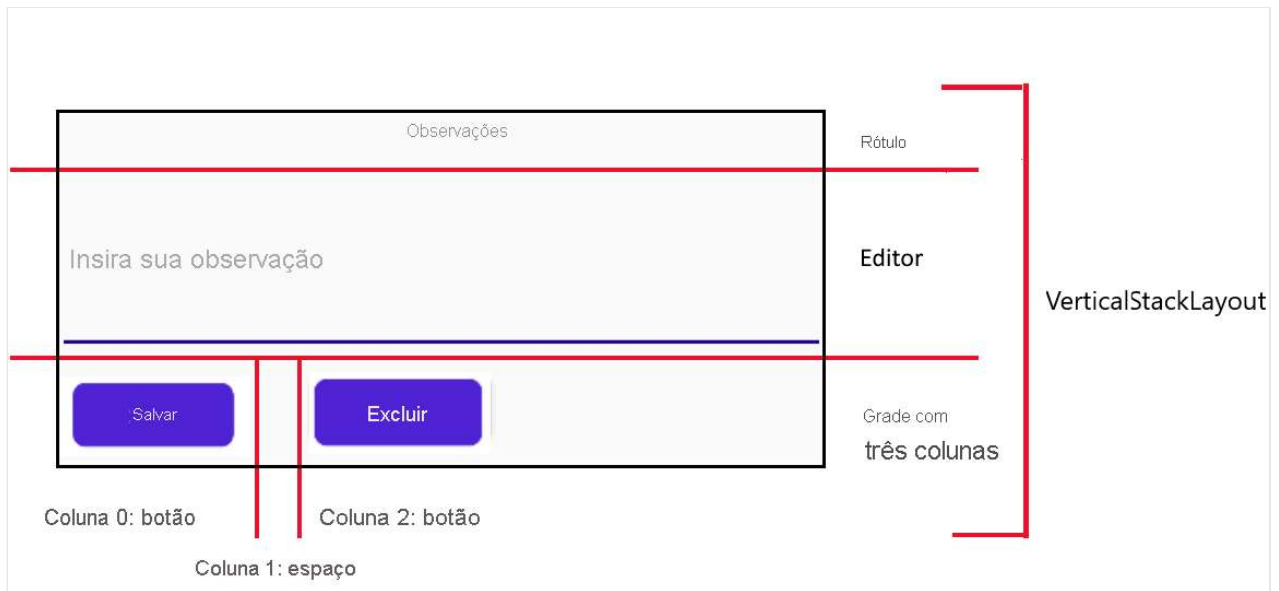 Observações
Rótulo
Insira sua observação
Editor
VerticalStackLayout
Salvar
Excluir
Grade com
três colunas
Coluna 0: botão
Coluna 2: botão
Coluna 1: espaço